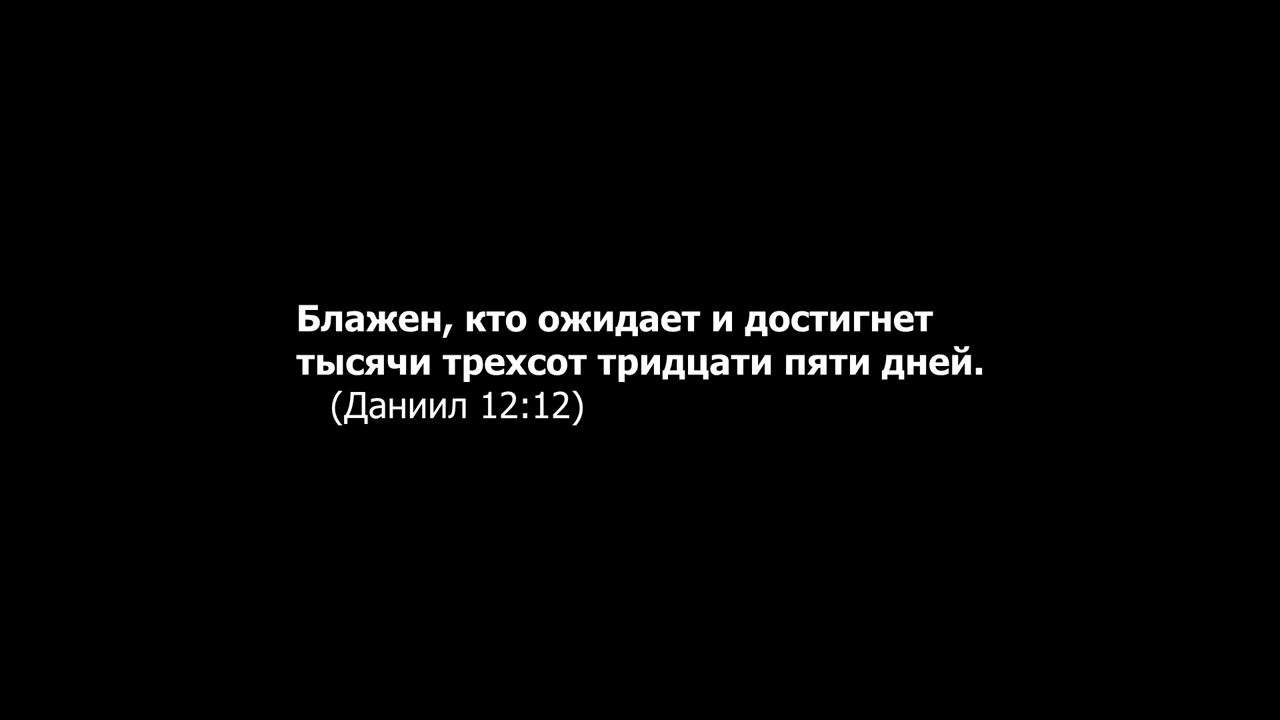 Блажен, кто ожидает и достигнет
тысячи трехсот тридцати пяти дней.
(Даниил 12:12)